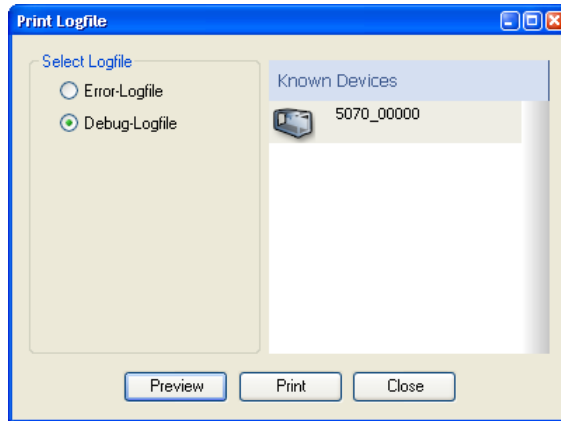 Print Logfile
Select Logfile
Error-Logfile
Debug-Logfile
Known Devices
5070_00000
Preview
Print
Close